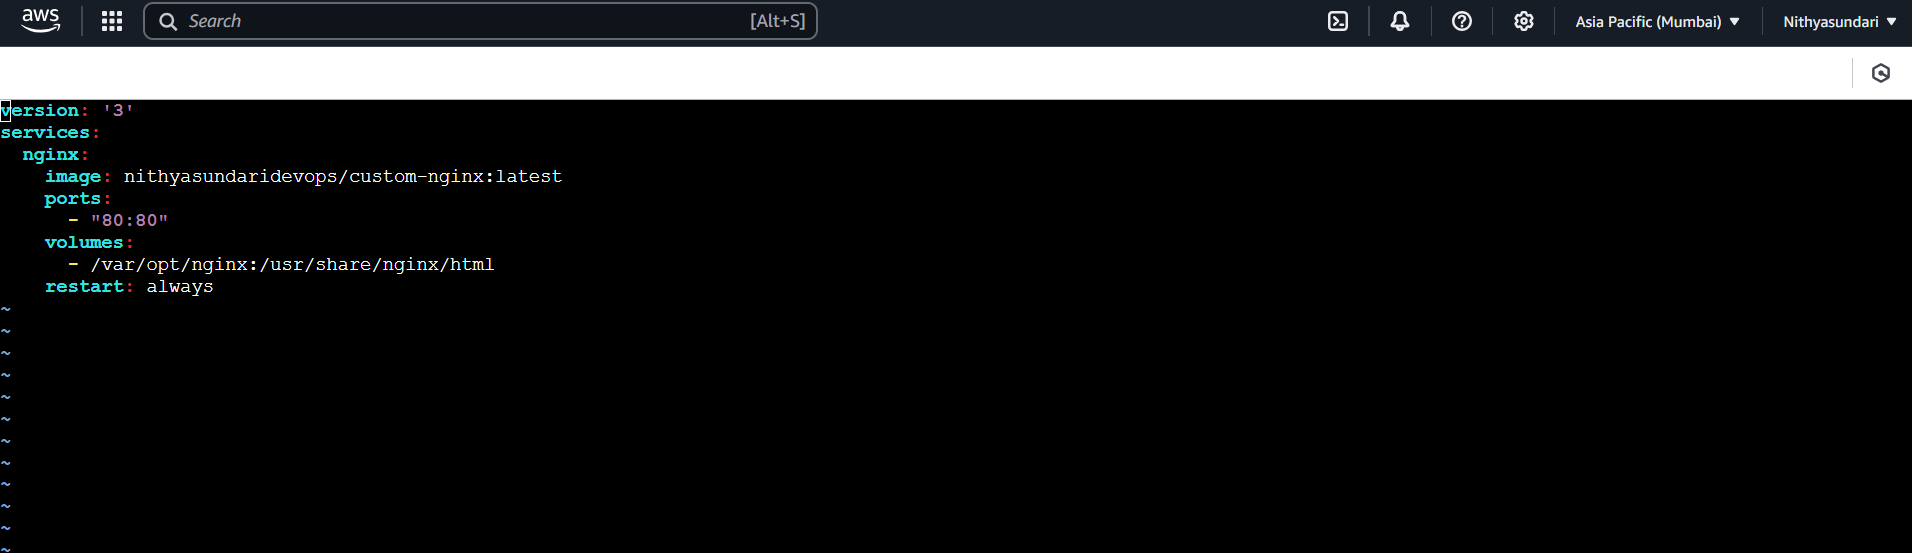 aws Search [Alt+S] Asia Pacific (Mumbai) Nithyasundari
version: '3'
services:
  nginx:
    image: nithyasundaridevops/custom-nginx:latest
    ports:
      - "80:80"
    volumes:
      - /var/opt/nginx:/usr/share/nginx/html
    restart: always
~
~
~
~
~
~
~
~
~
~
~
~